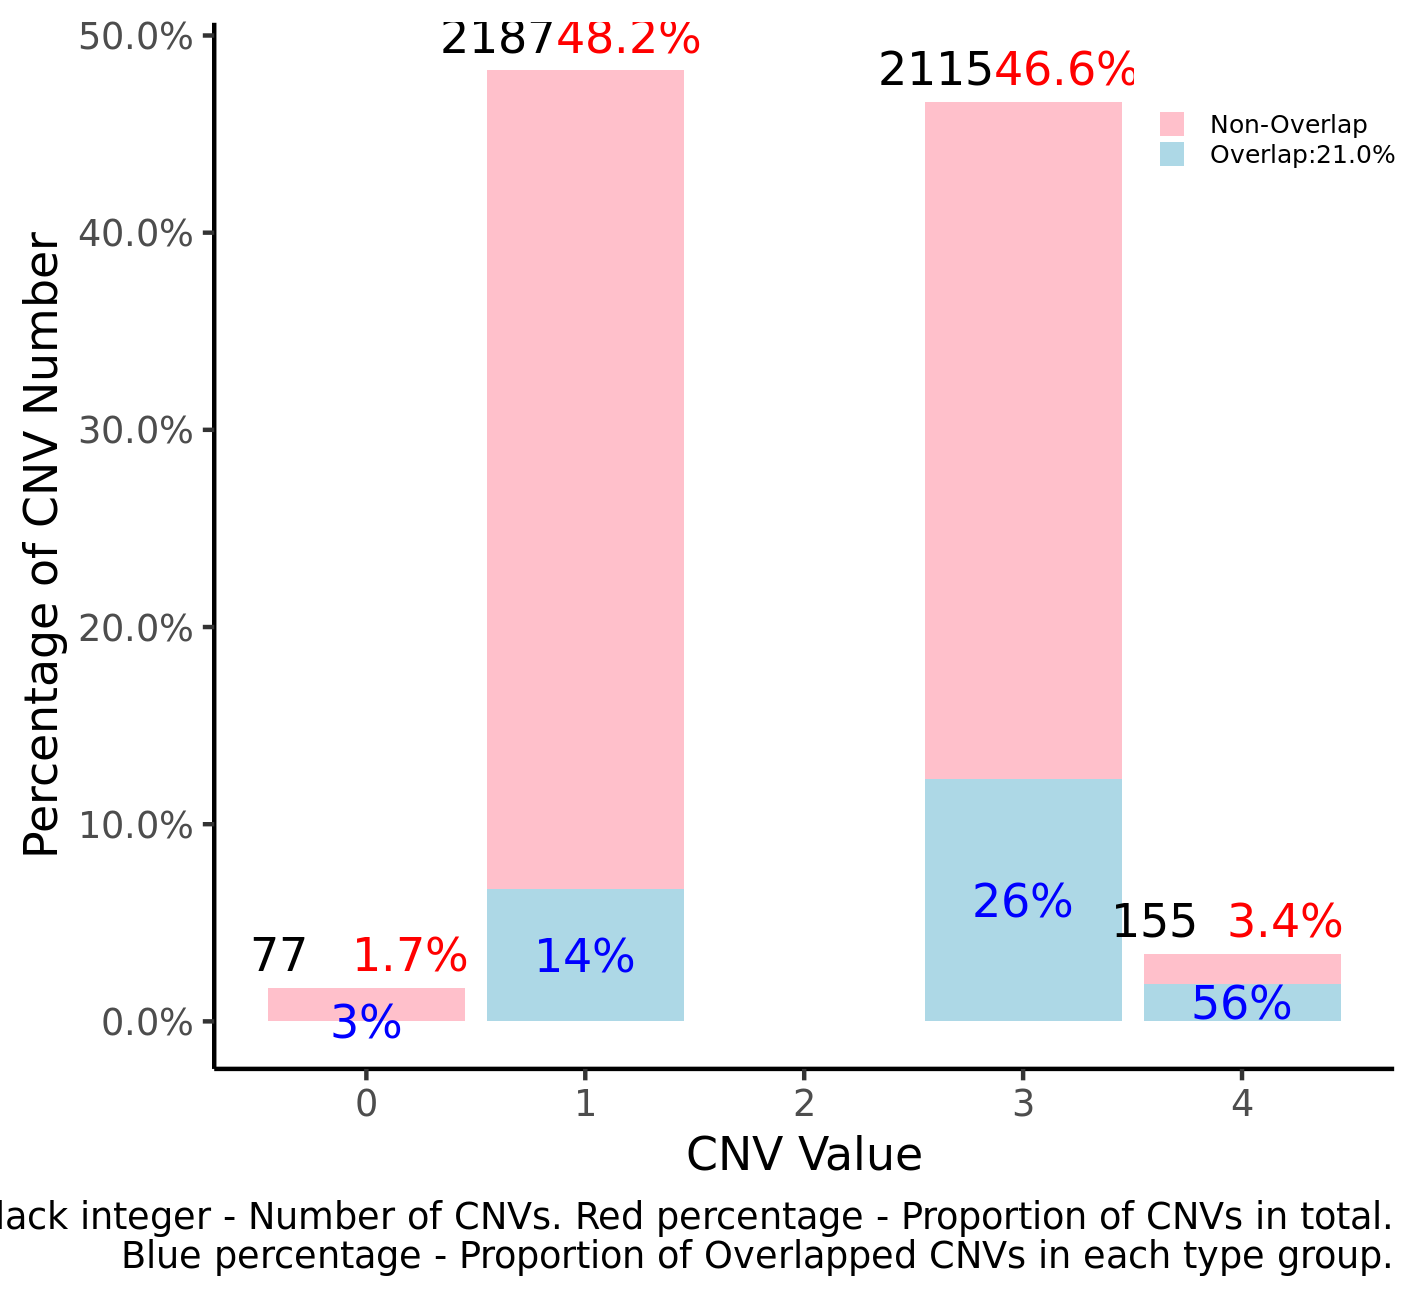 50.0%
40.0%
30.0%
20.0%
10.0%
0.0%
Percentage of CNV Number
2187 48.2%
2115 46.6%
Non-Overlap
Overlap:21.0%
26%
14%
155 3.4%
77 1.7%
56%
3%
0 1 2 3 4
CNV Value
lack integer - Number of CNVs. Red percentage - Proportion of CNVs in total.
Blue percentage - Proportion of Overlapped CNVs in each type group.